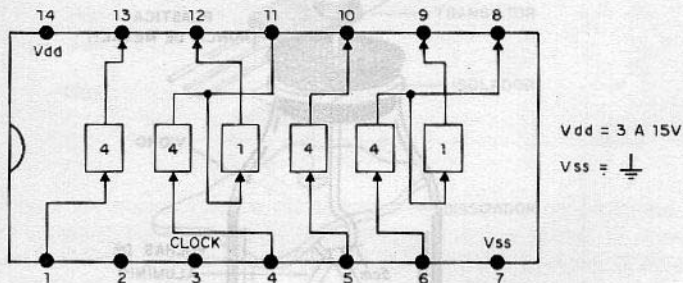 14 13 12 11 10 9 8
Vdd
4 4 1 4 4 1
Vdd = 3 A 15V
Vss =
CLOCK Vss
1 2 3 4 5 6 7